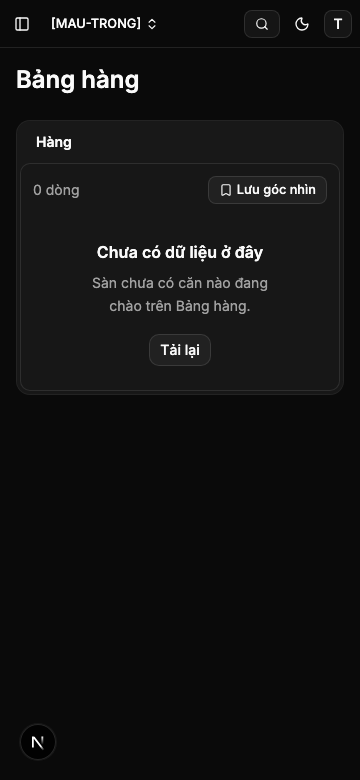 [MAU-TRONG]
T
Bảng hàng
Hàng
0 dòng
Lưu góc nhìn
Chưa có dữ liệu ở đây
Sàn chưa có căn nào đang
chào trên Bảng hàng.
Tải lại
N